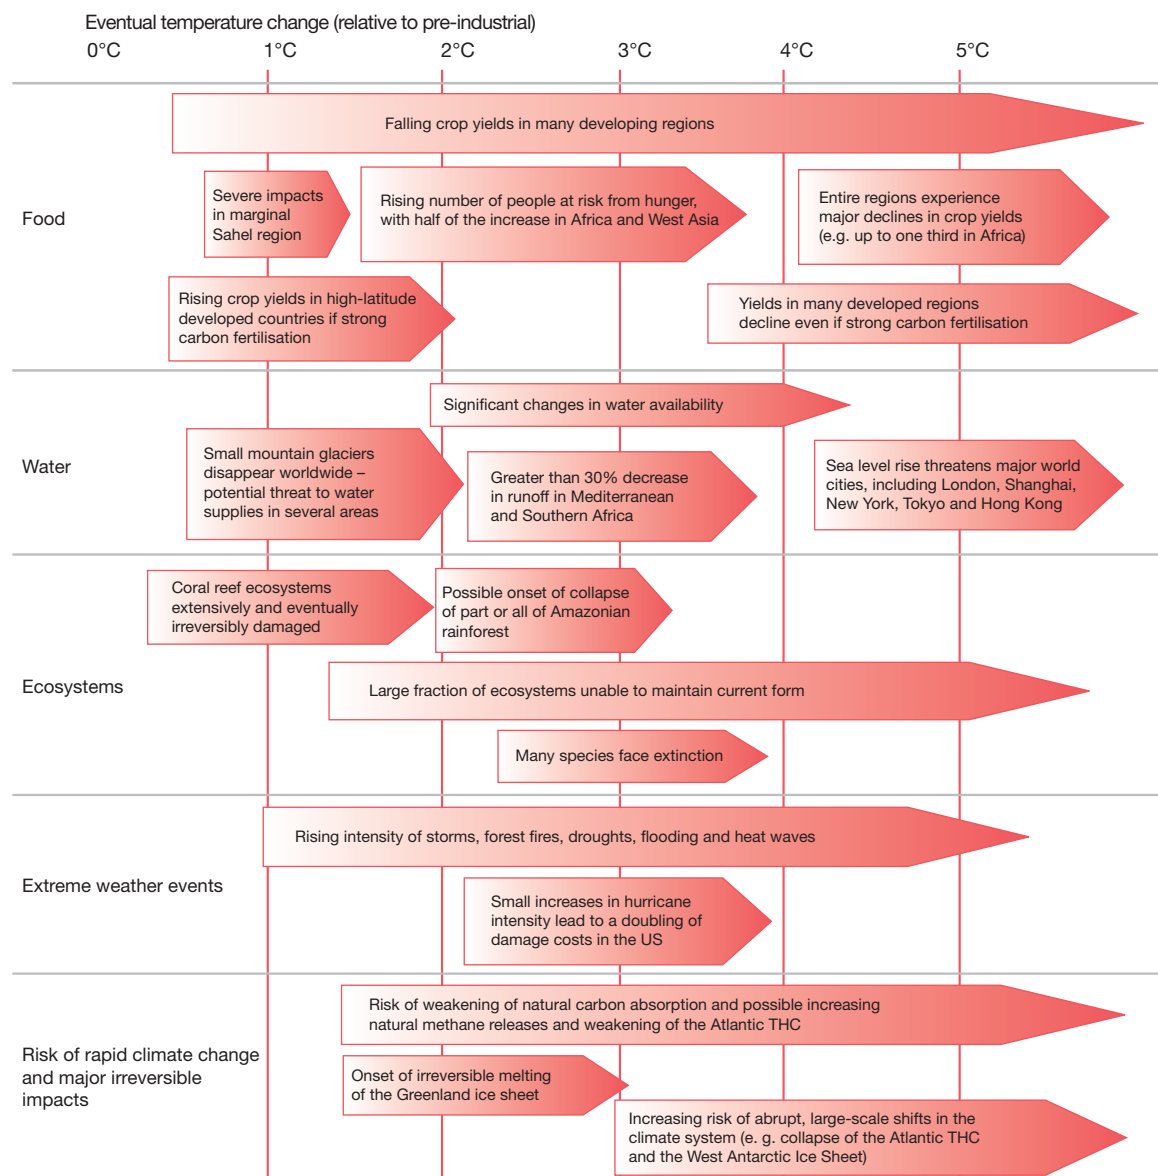 Eventual temperature change (relative to pre-industrial)
0°C 1°C 2°C 3°C 4°C 5°C
Food
Falling crop yields in many developing regions
Severe impacts
in marginal
Sahel region
Rising number of people at risk from hunger,
with half of the increase in Africa and West Asia
Entire regions experience
major declines in crop yields
(e.g. up to one third in Africa)
Rising crop yields in high-latitude
developed countries if strong
carbon fertilisation
Yields in many developed regions
decline even if strong carbon fertilisation
Water
Significant changes in water availability
Small mountain glaciers
disappear worldwide –
potential threat to water
supplies in several areas
Greater than 30% decrease
in runoff in Mediterranean
and Southern Africa
Sea level rise threatens major world
cities, including London, Shanghai,
New York, Tokyo and Hong Kong
Ecosystems
Coral reef ecosystems
extensively and eventually
irreversibly damaged
Possible onset of collapse
of part or all of Amazonian
rainforest
Large fraction of ecosystems unable to maintain current form
Many species face extinction
Extreme weather events
Rising intensity of storms, forest fires, droughts, flooding and heat waves
Small increases in hurricane
intensity lead to a doubling of
damage costs in the US
Risk of rapid climate change
and major irreversible
impacts
Risk of weakening of natural carbon absorption and possible increasing
natural methane releases and weakening of the Atlantic THC
Onset of irreversible melting
of the Greenland ice sheet
Increasing risk of abrupt, large-scale shifts in the
climate system (e. g. collapse of the Atlantic THC
and the West Antarctic Ice Sheet)